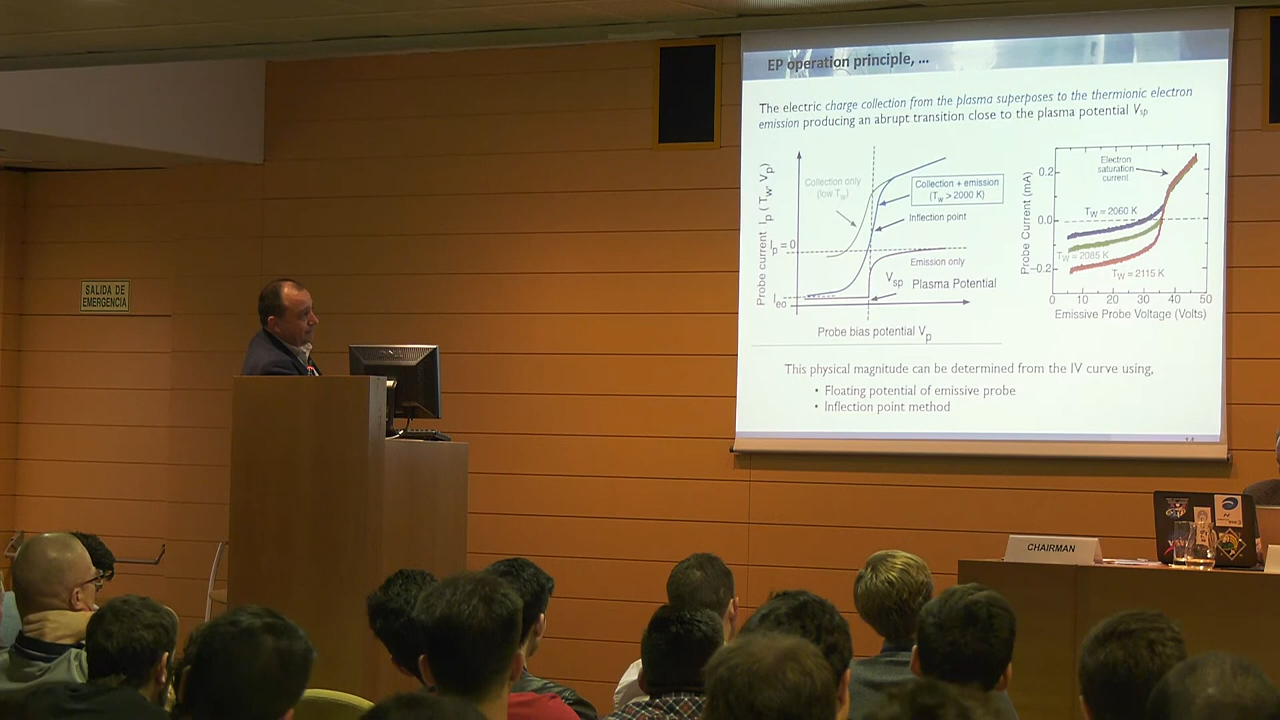 EP operation principle, ...
The electric charge collection from the plasma superposes to the thermionic electron
emission producing an abrupt transition close to the plasma potential Vsp
Probe current Ip ( Tw, Vp)
Collection only
(low Tw)
Collection + emission
(Tw > 2000 K)
Inflection point
Ip = 0
Emission only
Vsp
Plasma Potential
Ieo
Probe bias potential Vp
Probe Current (mA)
0.2
0.0
-0.2
Electron
saturation
current
Tw = 2060 K
Tw = 2085 K
Tw = 2115 K
0 10 20 30 40 50
Emissive Probe Voltage (Volts)
This physical magnitude can be determined from the IV curve using,
• Floating potential of emissive probe
• Inflection point method
14
SALIDA DE
EMERGENCIA
CHAIRMAN